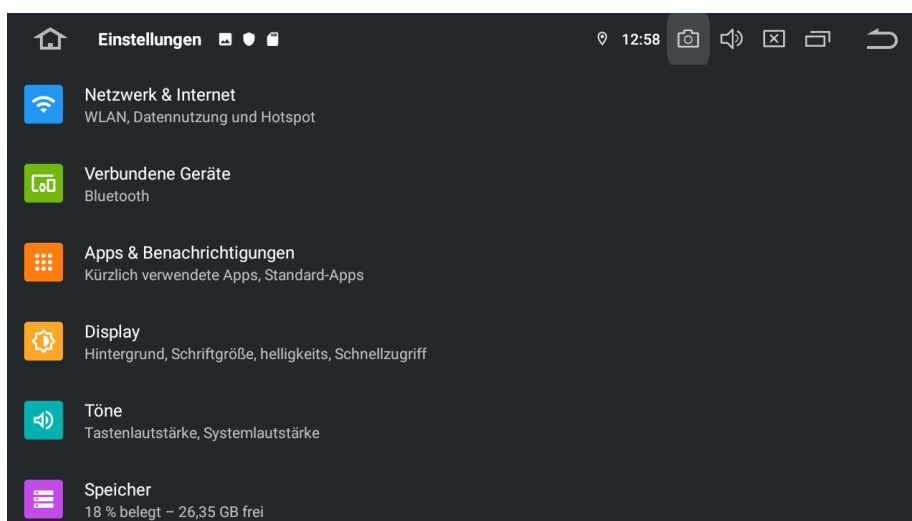 Einstellungen
12:58
Netzwerk & Internet
WLAN, Datennutzung und Hotspot
Verbundene Geräte
Bluetooth
Apps & Benachrichtigungen
Kürzlich verwendete Apps, Standard-Apps
Display
Hintergrund, Schriftgröße, helligkeits, Schnellzugriff
Töne
Tastenlautstärke, Systemlautstärke
Speicher
18 % belegt – 26,35 GB frei